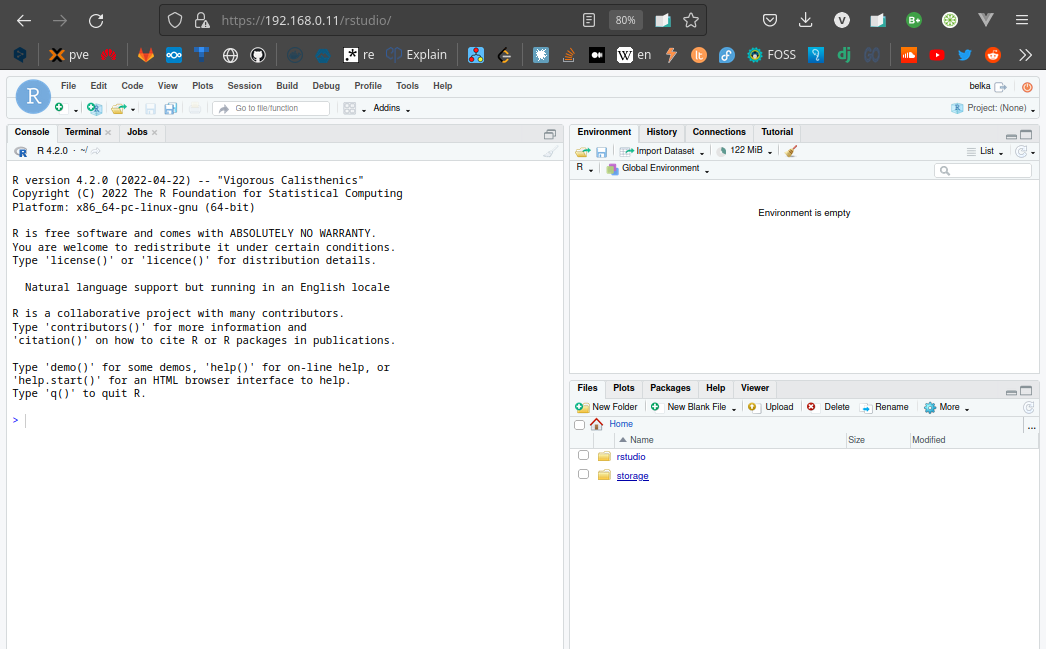 https://192.168.0.11/rstudio/
80%
V
B+
pve
re
Explain
en
lt
FOSS
dj
R
File Edit Code View Plots Session Build Debug Profile Tools Help
belka
Go to file/function
Addins
Project: (None)
Console Terminal Jobs
R 4.2.0 · ~/
R version 4.2.0 (2022-04-22) -- "Vigorous Calisthenics"
Copyright (C) 2022 The R Foundation for Statistical Computing
Platform: x86_64-pc-linux-gnu (64-bit)
R is free software and comes with ABSOLUTELY NO WARRANTY.
You are welcome to redistribute it under certain conditions.
Type 'license()' or 'licence()' for distribution details.
Natural language support but running in an English locale
R is a collaborative project with many contributors.
Type 'contributors()' for more information and
'citation()' on how to cite R or R packages in publications.
Type 'demo()' for some demos, 'help()' for on-line help, or
'help.start()' for an HTML browser interface to help.
Type 'q()' to quit R.
>
Environment History Connections Tutorial
Import Dataset 122 MiB List
R Global Environment
Environment is empty
Files Plots Packages Help Viewer
New Folder New Blank File Upload Delete Rename More
Home ...
Name Size Modified
rstudio
storage